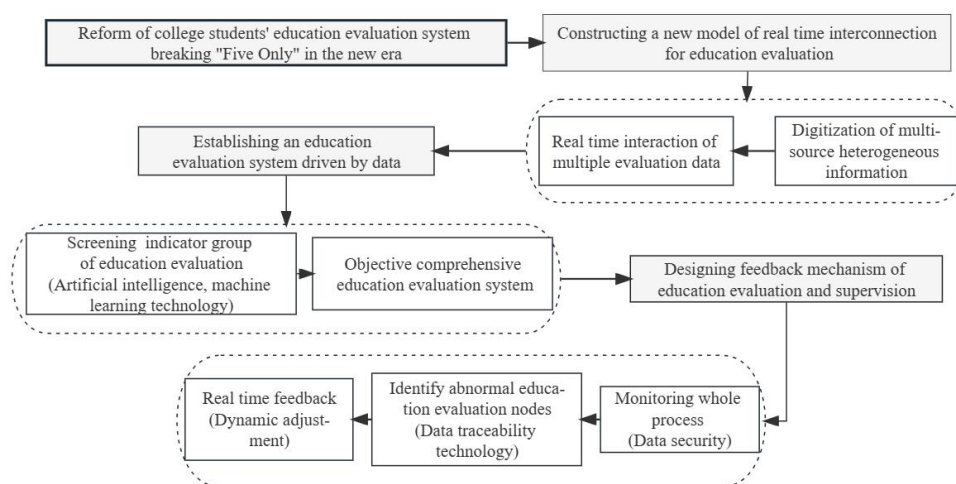 Reform of college students' education evaluation system
breaking "Five Only" in the new era
Constructing a new model of real time interconnection
for education evaluation
Digitization of multi-
source heterogeneous
information
Real time interaction of
multiple evaluation data
Establishing an education
evaluation system driven by data
Screening indicator group
of education evaluation
(Artificial intelligence, machine
learning technology)
Objective comprehensive
education evaluation system
Designing feedback mechanism of
education evaluation and supervision
Monitoring whole
process
(Data security)
Identify abnormal educa-
tion evaluation nodes
(Data traceability
technology)
Real time feedback
(Dynamic adjust-
ment)